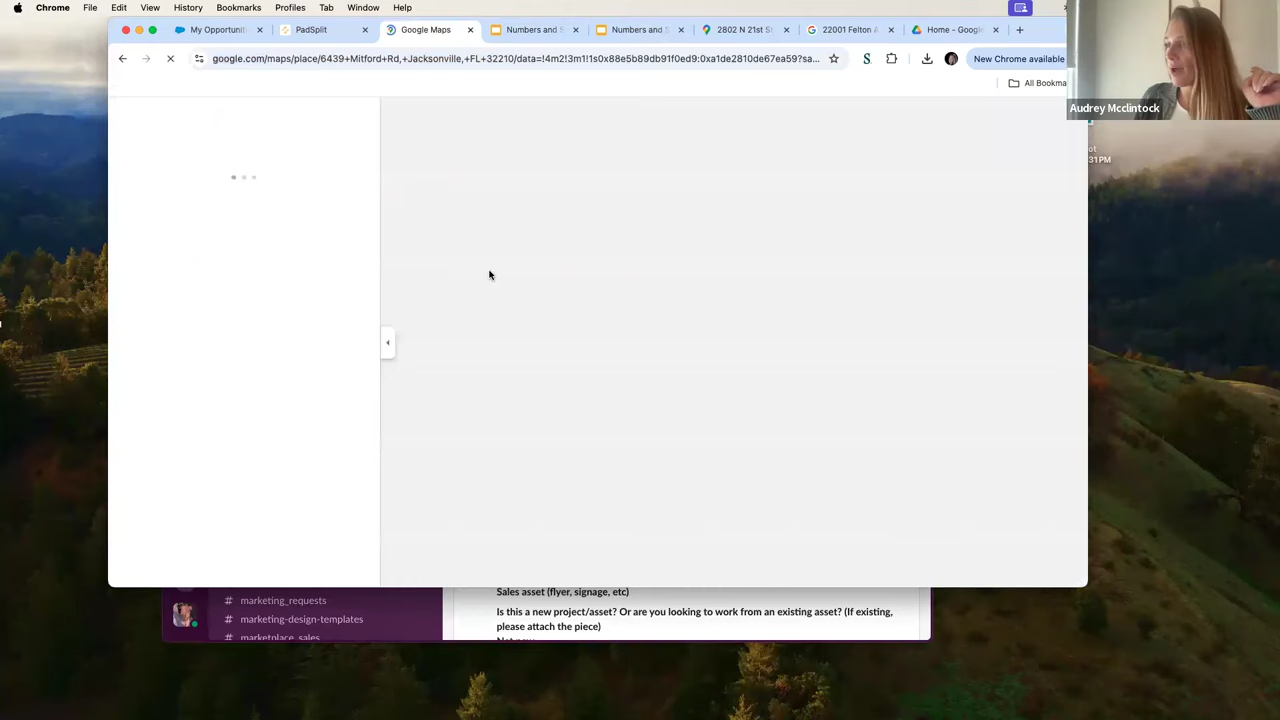 Chrome File Edit View History Bookmarks Profiles Tab Window Help
My Opportuni
PadSplit
Google Maps
Numbers and S
Numbers and S
2802 N 21st St
22001 Felton A
Home - Google
google.com/maps/place/6439+Mitford+Rd,+Jacksonville,+FL+32210/data=!4m2!3m1!1s0x88e5b89db91f0ed9:0xa1de2810de67ea59?sa...
New Chrome available
All Bookma
Audrey Mcclintock
ot
31PM
Sales asset (flyer, signage, etc)
# marketing_requests
Is this a new project/asset? Or are you looking to work from an existing asset? (If existing,
# marketing-design-templates
please attach the piece)
# marketplace_sales